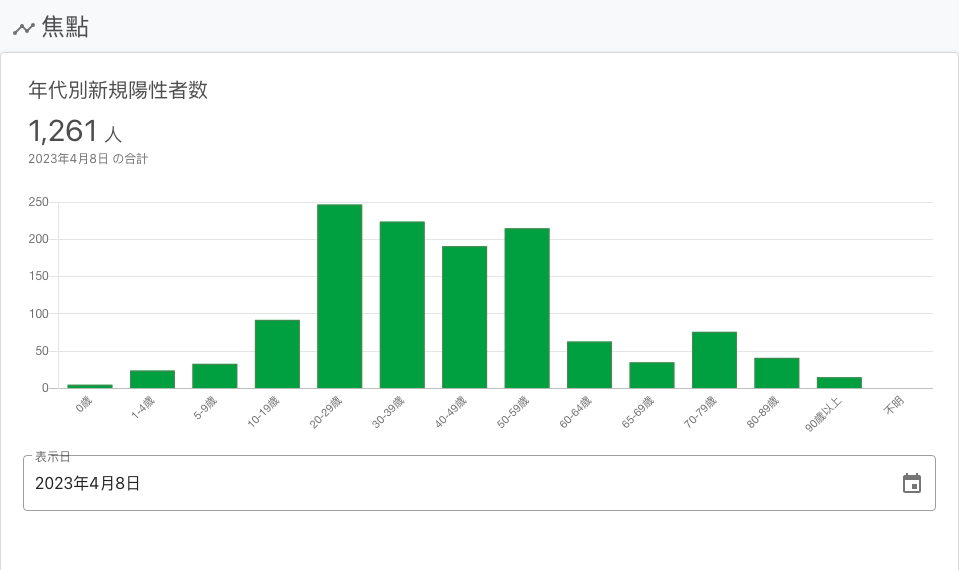 焦點
年代別新規陽性者数
1,261 人
2023年4月8日 の合計
250
200
150
100
50
0
0歳
1-4歳
5-9歳
10-19歳
20-29歳
30-39歳
40-49歳
50-59歳
60-64歳
65-69歳
70-79歳
80-89歳
90歳以上
不明
表示日
2023年4月8日